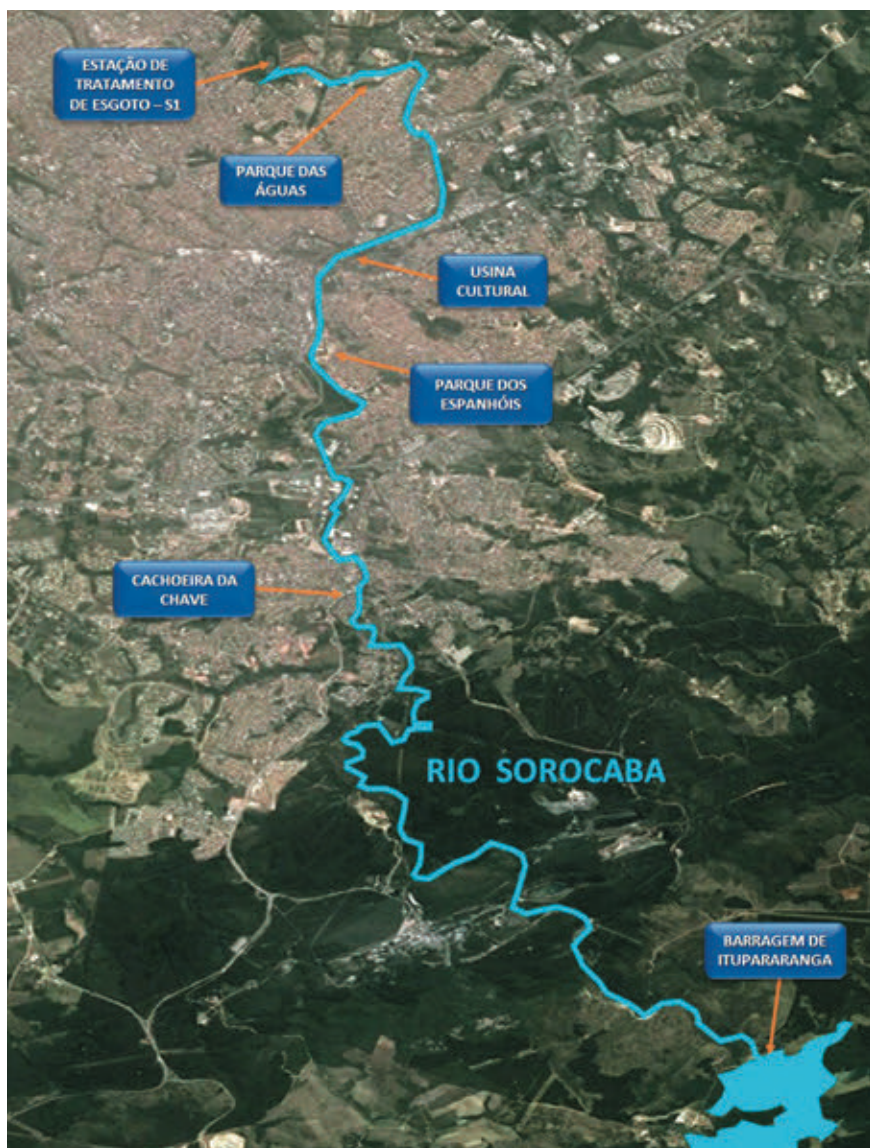 ESTAÇÃO DE
TRATAMENTO
DE ESGOTO – S1
PARQUE DAS
ÁGUAS
USINA
CULTURAL
PARQUE DOS
ESPANHÓIS
CACHOEIRA DA
CHAVE
RIO SOROCABA
BARRAGEM DE
ITUPARARANGA